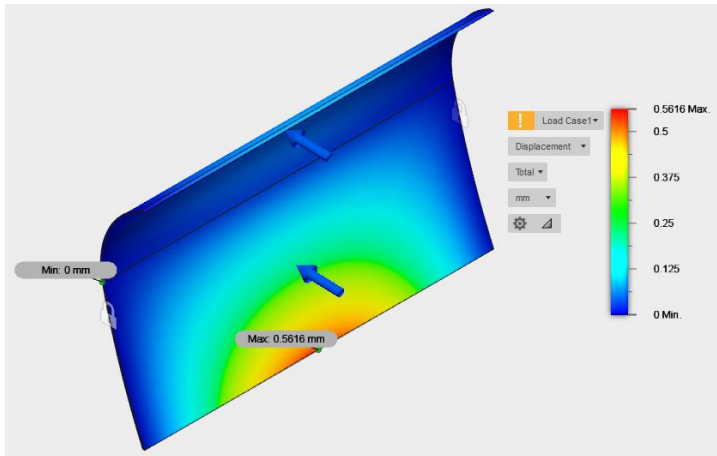 ! Load Case1
Displacement
Total
mm
0.5616 Max.
0.5
0.375
0.25
0.125
0 Min.
Min: 0 mm
Max: 0.5616 mm